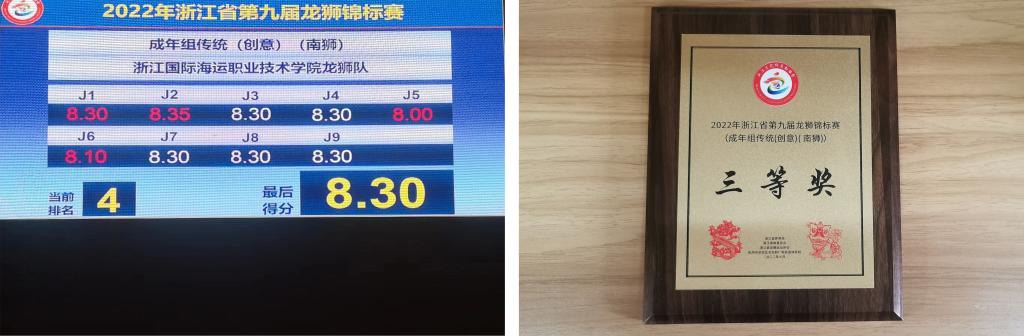 2022年浙江省第九届龙狮锦标赛
成年组传统（创意）（南狮）
浙江国际海运职业技术学院龙狮队
J1 J2 J3 J4 J5
8.30 8.35 8.30 8.30 8.00
J6 J7 J8 J9
8.10 8.30 8.30 8.30
当前
排名
4
最后
得分
8.30
2022年浙江省第九届龙狮锦标赛
（成年组传统(创意)(南狮)）
三等奖